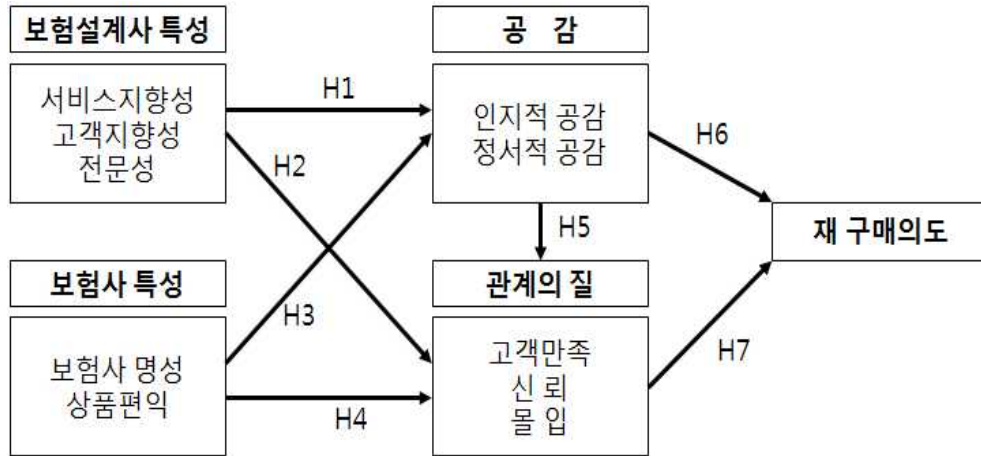 보험설계사 특성
서비스지향성
고객지향성
전문성
보험사 특성
보험사 명성
상품편익
H1
H2
H3
H4
공 감
인지적 공감
정서적 공감
H5
관계의 질
고객만족
신 뢰
몰 입
H6
H7
재 구매의도